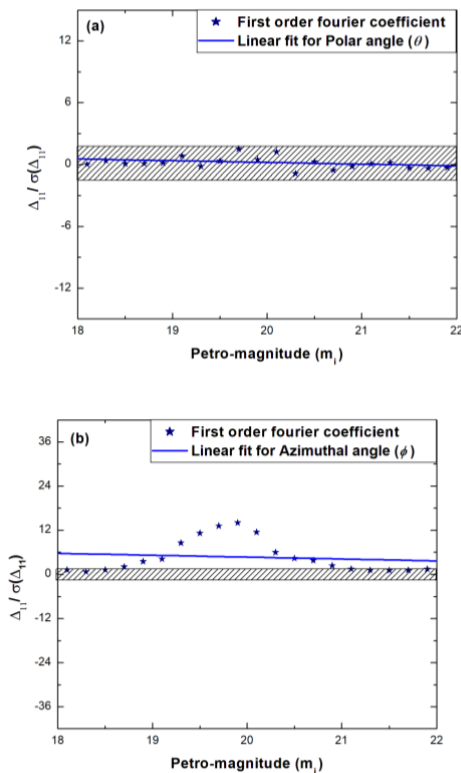 (a)
★ First order fourier coefficient
Linear fit for Polar angle (θ)
15
12
6
0
-6
-12
Δ₁₁/ σ(Δ₁₁)
18 19 20 21 22
Petro-magnitude (mᵢ)
(b)
★ First order fourier coefficient
Linear fit for Azimuthal angle (ϕ)
36
24
12
0
-12
-24
-36
Δ₁₁/ σ(Δ₁₁)
18 19 20 21 22
Petro-magnitude (mᵢ)